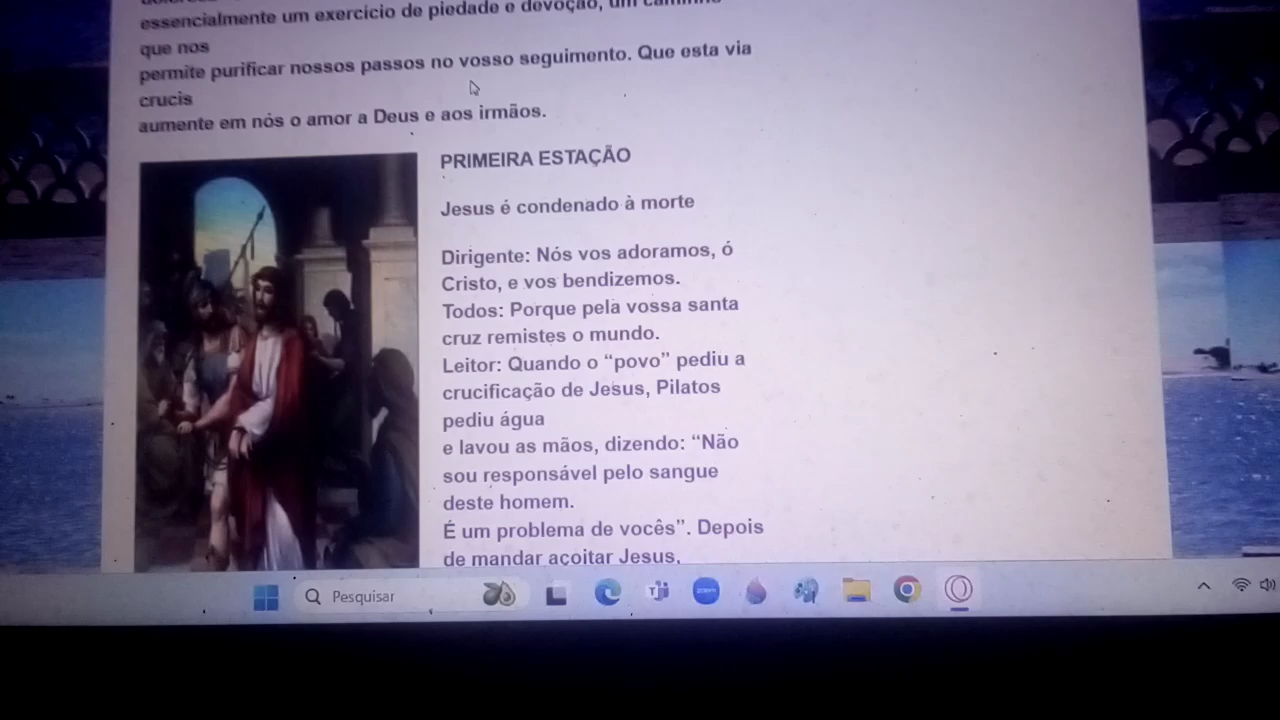 essencialmente um exercício de piedade e devoção, um caminho
que nos
permite purificar nossos passos no vosso seguimento. Que esta via
crucis
aumente em nós o amor a Deus e aos irmãos.
PRIMEIRA ESTAÇÃO
Jesus é condenado à morte
Dirigente: Nós vos adoramos, ó
Cristo, e vos bendizemos.
Todos: Porque pela vossa santa
cruz remistes o mundo.
Leitor: Quando o “povo” pediu a
crucificação de Jesus, Pilatos
pediu água
e lavou as mãos, dizendo: “Não
sou responsável pelo sangue
deste homem.
É um problema de vocês”. Depois
de mandar açoitar Jesus,
Pesquisar
zoom